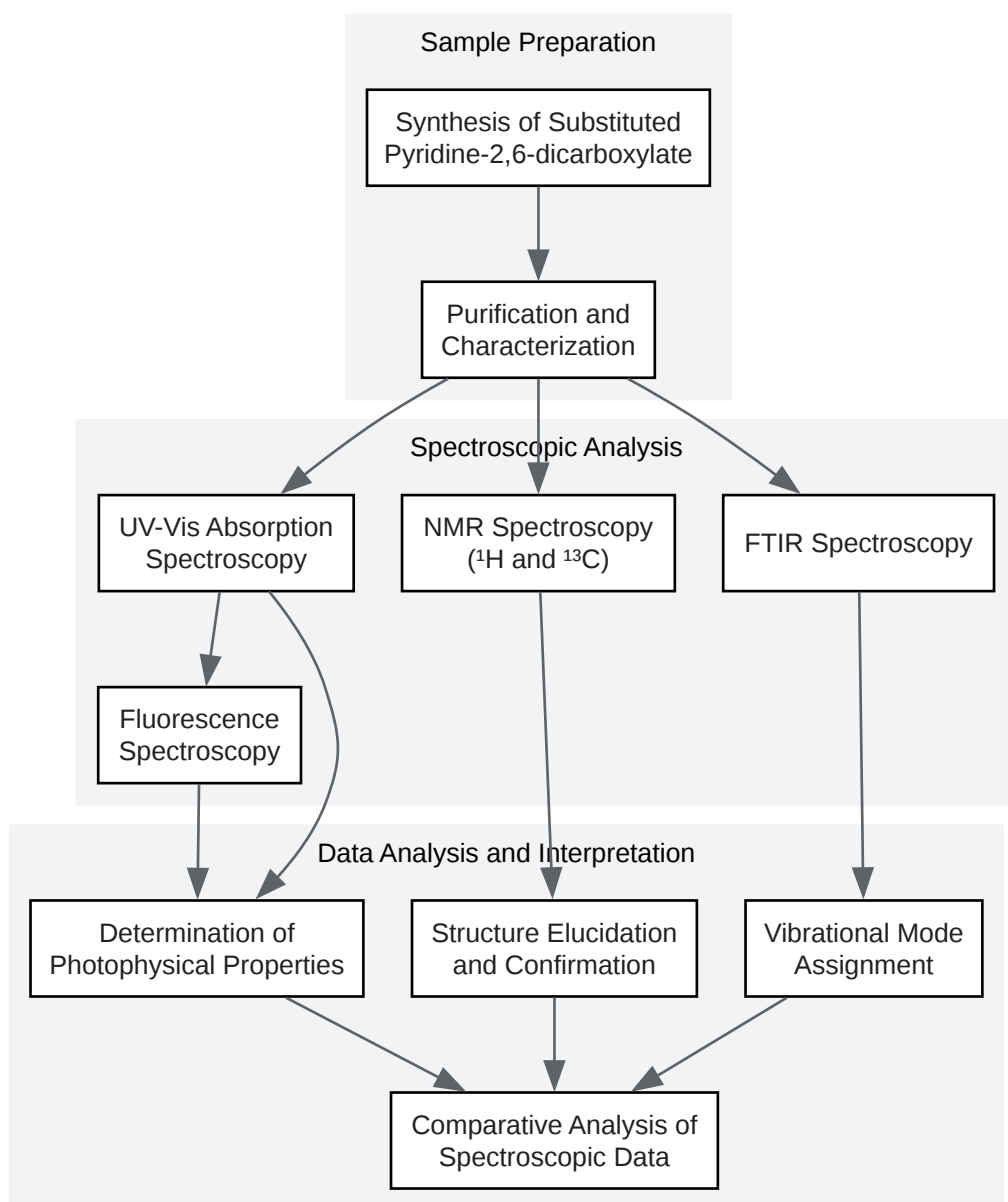 Sample Preparation
Synthesis of Substituted
Pyridine-2,6-dicarboxylate
Purification and
Characterization
Spectroscopic Analysis
UV-Vis Absorption
Spectroscopy
NMR Spectroscopy
(¹H and ¹³C)
FTIR Spectroscopy
Fluorescence
Spectroscopy
Data Analysis and Interpretation
Determination of
Photophysical Properties
Structure Elucidation
and Confirmation
Vibrational Mode
Assignment
Comparative Analysis of
Spectroscopic Data